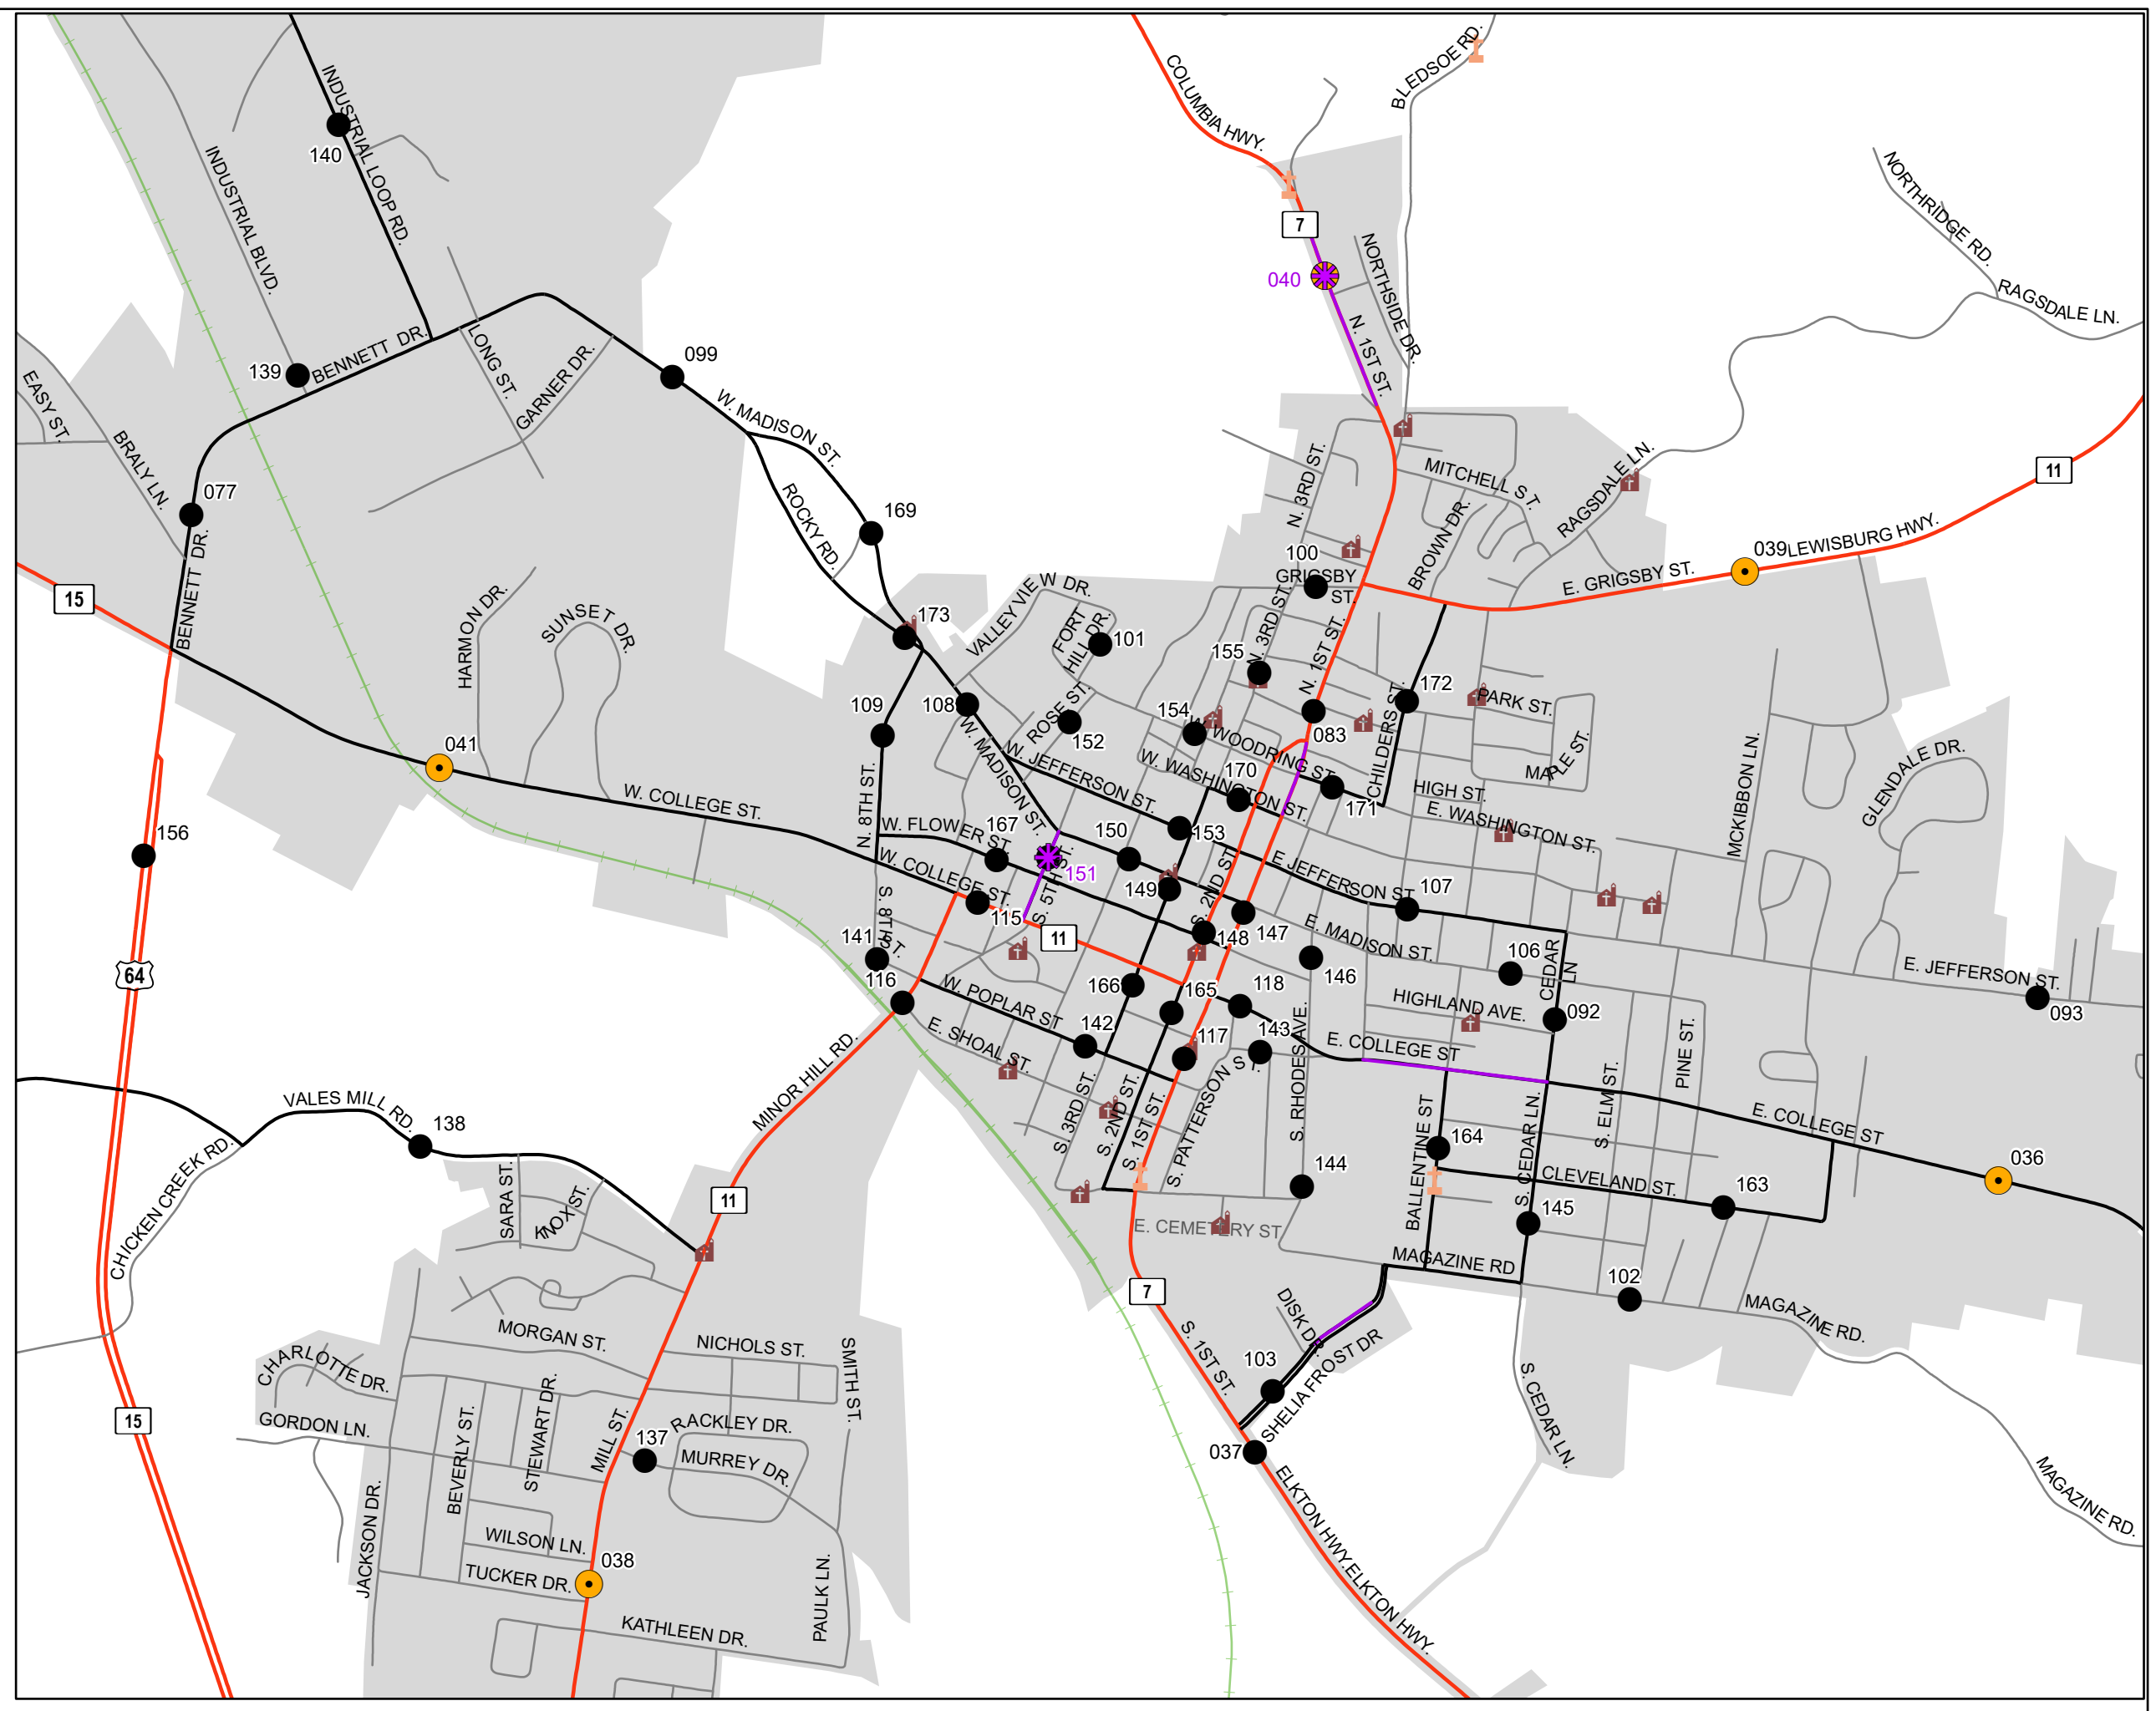 COLUMBIA HWY.
BLEDSOE RD.
INDUSTRIAL LOOP RD.
140
INDUSTRIAL BLVD.
7
040
NORTHSIDE DR.
N. 1ST ST.
NORTHRIDGE RD.
RAGSDALE LN.
139
BENNETT DR.
LONG ST.
GARNER DR.
099
W. MADISON ST.
EASY ST.
BRALY LN.
077
BENNETT DR.
15
ROCKY RD.
169
N. 3RD ST.
MITCHELL ST.
BROWN DR.
RAGSDALE LN.
11
039
LEWISBURG HWY.
E. GRIGSBY ST.
100
GRIGSBY ST.
HARMON DR.
SUNSET DR.
173
VALLEY VIEW DR.
FORT HILL DR.
101
155
N. 3RD ST.
N. 1ST ST.
172
PARK ST.
MAPLE ST.
109
108
ROSE ST.
152
154
W. WOODRING ST.
083
CHILDERS ST.
041
W. COLLEGE ST.
N. 8TH ST.
W. MADISON ST.
W. JEFFERSON ST.
W. WASHINGTON ST.
170
171
HIGH ST.
E. WASHINGTON ST.
MCKIBBON LN.
GLENDALE DR.
156
W. FLOWER ST.
167
150
153
151
S. 5TH ST.
W. COLLEGE ST.
115
149
S. 2ND ST.
E JEFFERSON ST
107
S. 8TH ST.
141
11
148
147
E. MADISON ST.
146
106
CEDAR LN
E. JEFFERSON ST.
093
64
116
W. POPLAR ST
166
165
118
HIGHLAND AVE.
092
E. SHOAL ST.
142
117
143
S. RHODES AVE.
E. COLLEGE ST
PINE ST.
S. ELM ST.
MINOR HILL RD.
VALES MILL RD.
138
CHICKEN CREEK RD.
S. 3RD ST.
S. 2ND ST.
S. 1ST ST.
S. PATTERSON ST.
144
BALLENTINE ST
164
S. CEDAR LN.
E. COLLEGE ST
036
CLEVELAND ST.
163
145
SARA ST.
KNOX ST.
11
E. CEMETERY ST
MAGAZINE RD
102
MAGAZINE RD.
7
DISK DR.
S. 1ST ST.
103
SHELIA FROST DR
037
S. CEDAR LN.
MORGAN ST.
NICHOLS ST.
SMITH ST.
CHARLOTTE DR.
GORDON LN.
15
BEVERLY ST.
STEWART DR.
MILL ST.
137
RACKLEY DR.
MURREY DR.
JACKSON DR.
WILSON LN.
TUCKER DR.
038
PAULK LN.
KATHLEEN DR.
ELKTON HWY.
ELKTON HWY.
MAGAZINE RD.